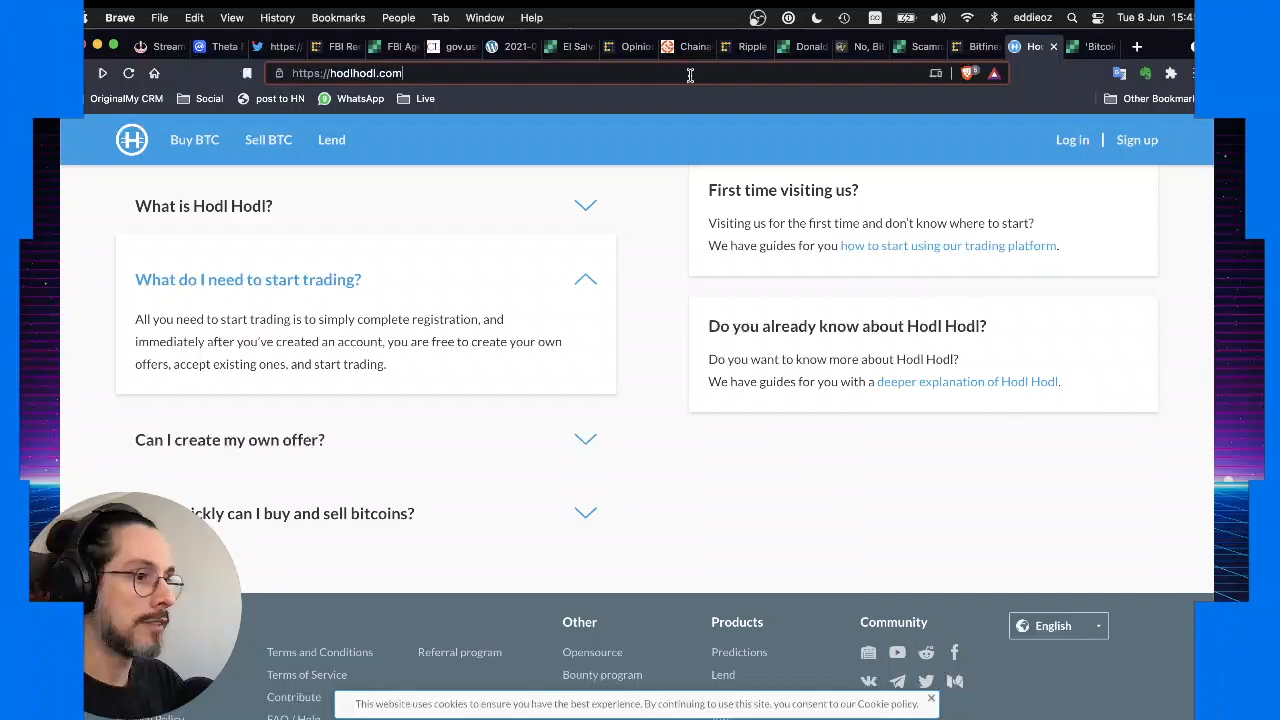 Brave File Edit View History Bookmarks People Tab Window Help eddieoz Tue 8 Jun 15:4
Stream Theta F https:/ FBI Rec FBI Age gov.us 2021-0 El Salv Opinior Chaina Ripple Donald No, Bit Scamm Bitfine Hod 'Bitcoir
https://hodlhodl.com
OriginalMy CRM Social post to HN WhatsApp Live Other Bookmark
Buy BTC Sell BTC Lend Log in | Sign up
What is Hodl Hodl?
What do I need to start trading?
All you need to start trading is to simply complete registration, and
immediately after you've created an account, you are free to create your own
offers, accept existing ones, and start trading.
Can I create my own offer?
ickly can I buy and sell bitcoins?
First time visiting us?
Visiting us for the first time and don't know where to start?
We have guides for you how to start using our trading platform.
Do you already know about Hodl Hodl?
Do you want to know more about Hodl Hodl?
We have guides for you with a deeper explanation of Hodl Hodl.
Terms and Conditions
Terms of Service
Contribute
Referral program
Other
Opensource
Bounty program
Products
Predictions
Lend
Community
English
This website uses cookies to ensure you have the best experience. By continuing to use this site, you consent to our Cookie policy.